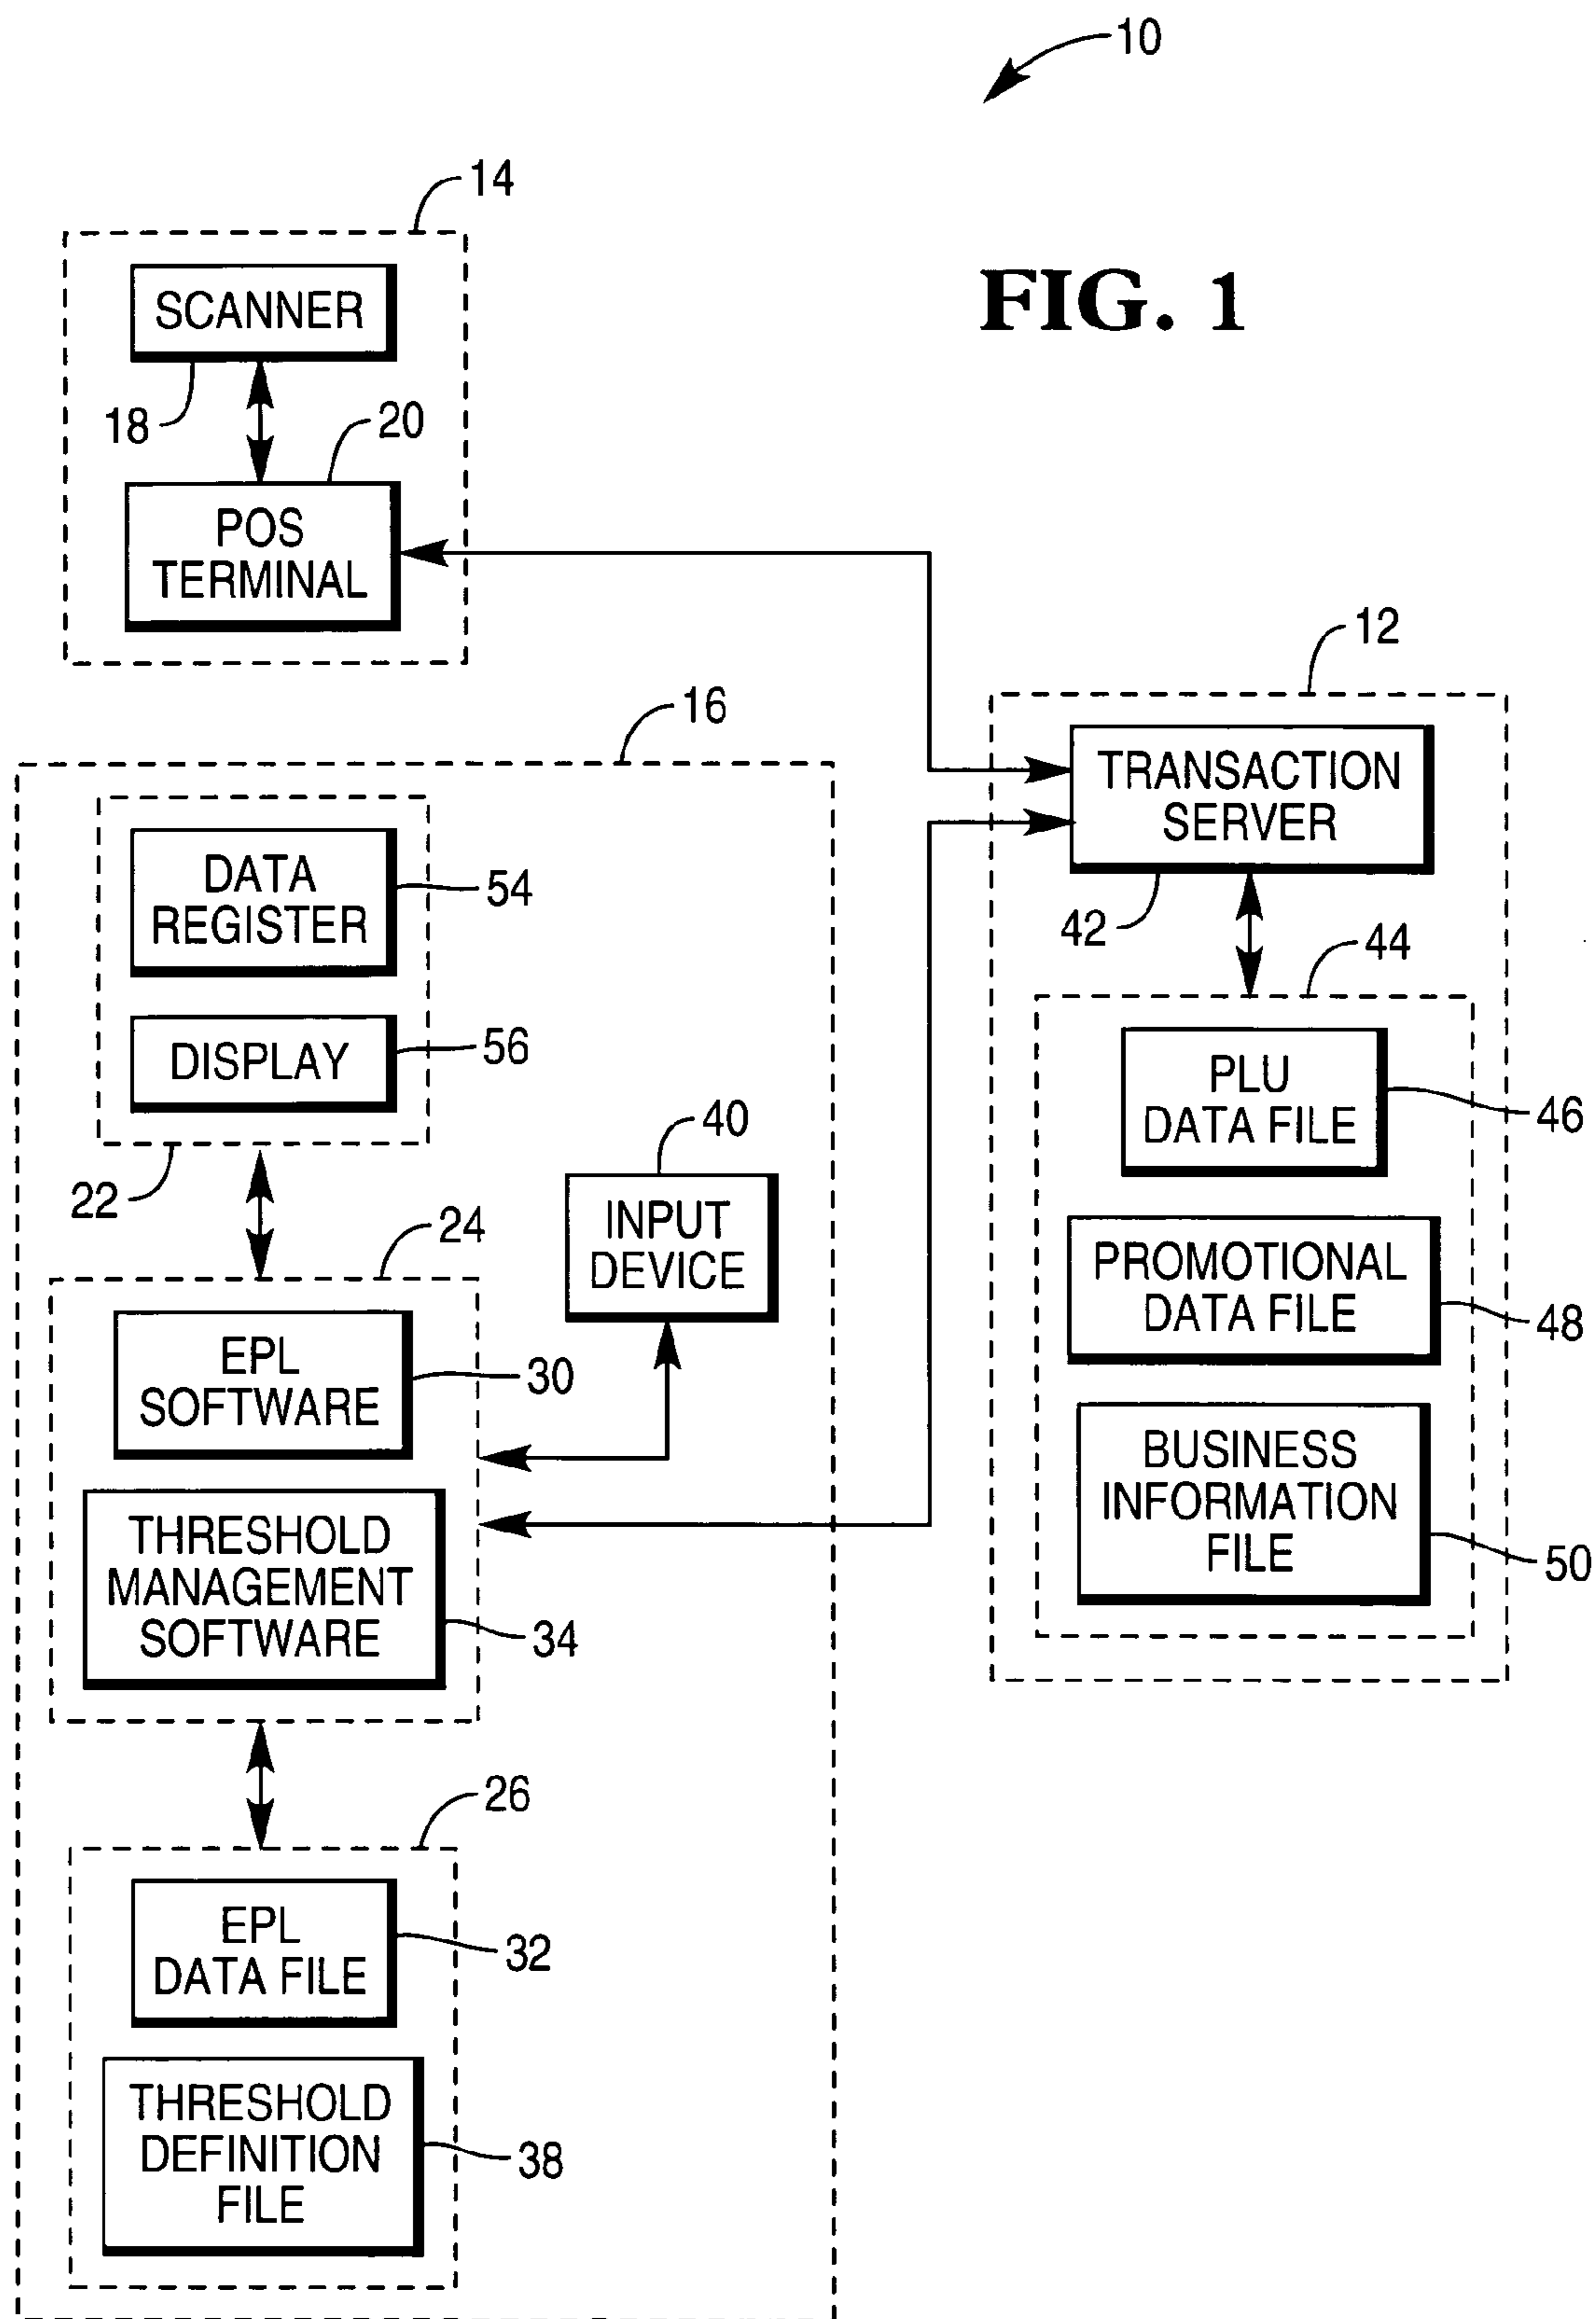 10
14
SCANNER
FIG. 1
18
20
POS
TERMINAL
12
16
TRANSACTION
SERVER
DATA
REGISTER
54
42
44
DISPLAY
56
PLU
DATA FILE
46
40
22
INPUT
DEVICE
24
PROMOTIONAL
DATA FILE
48
EPL
SOFTWARE
30
BUSINESS
INFORMATION
FILE
50
THRESHOLD
MANAGEMENT
SOFTWARE
34
26
EPL
DATA FILE
32
THRESHOLD
DEFINITION
FILE
38